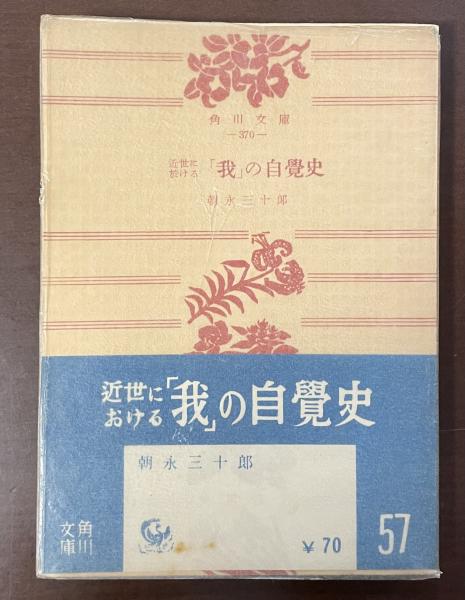 角川文庫
—370—
近世に於ける「我」の自覺史
朝永三十郎
近世における「我」の自覺史
朝永三十郎
角川文庫
¥70
57